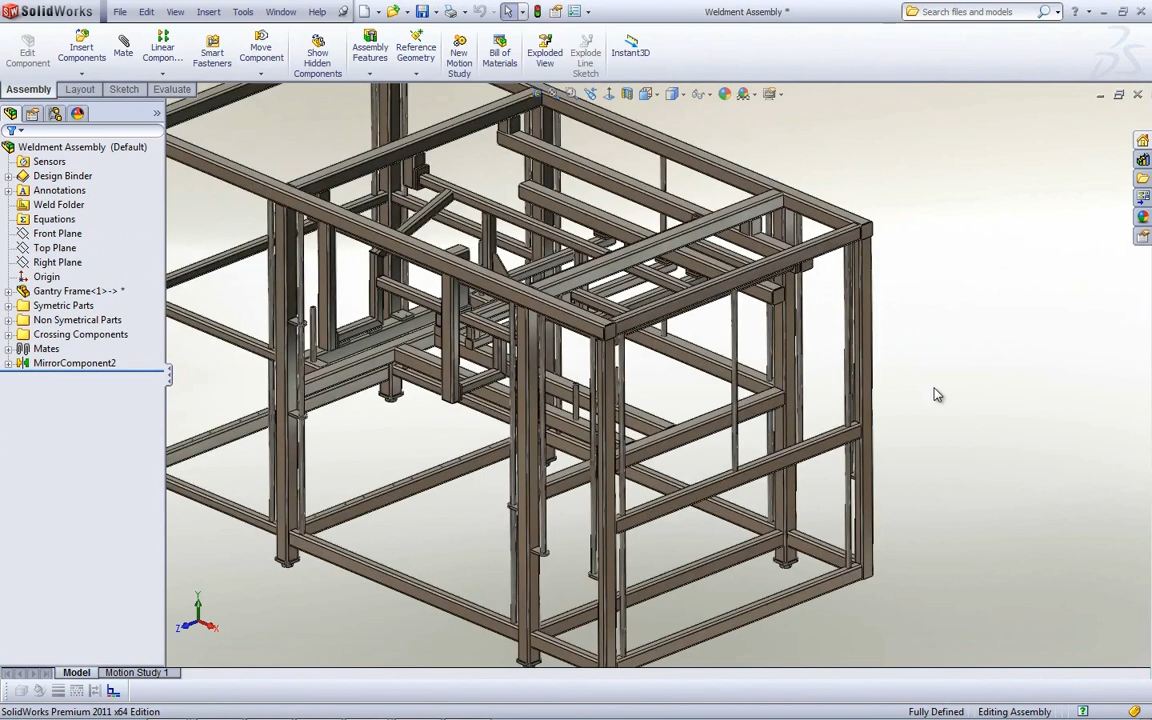 SolidWorks File Edit View Insert Tools Window Help Weldment Assembly * Search files and models
Edit Component
Insert Components
Mate
Linear Compon...
Smart Fasteners
Move Component
Show Hidden Components
Assembly Features
Reference Geometry
New Motion Study
Bill of Materials
Exploded View
Explode Line Sketch
Instant3D
Assembly Layout Sketch Evaluate
Weldment Assembly (Default)
Sensors
Design Binder
Annotations
Weld Folder
Equations
Front Plane
Top Plane
Right Plane
Origin
Gantry Frame<1>-> *
Symetric Parts
Non Symetrical Parts
Crossing Components
Mates
MirrorComponent2
Y
Z X
Model Motion Study 1
SolidWorks Premium 2011 x64 Edition Fully Defined Editing Assembly